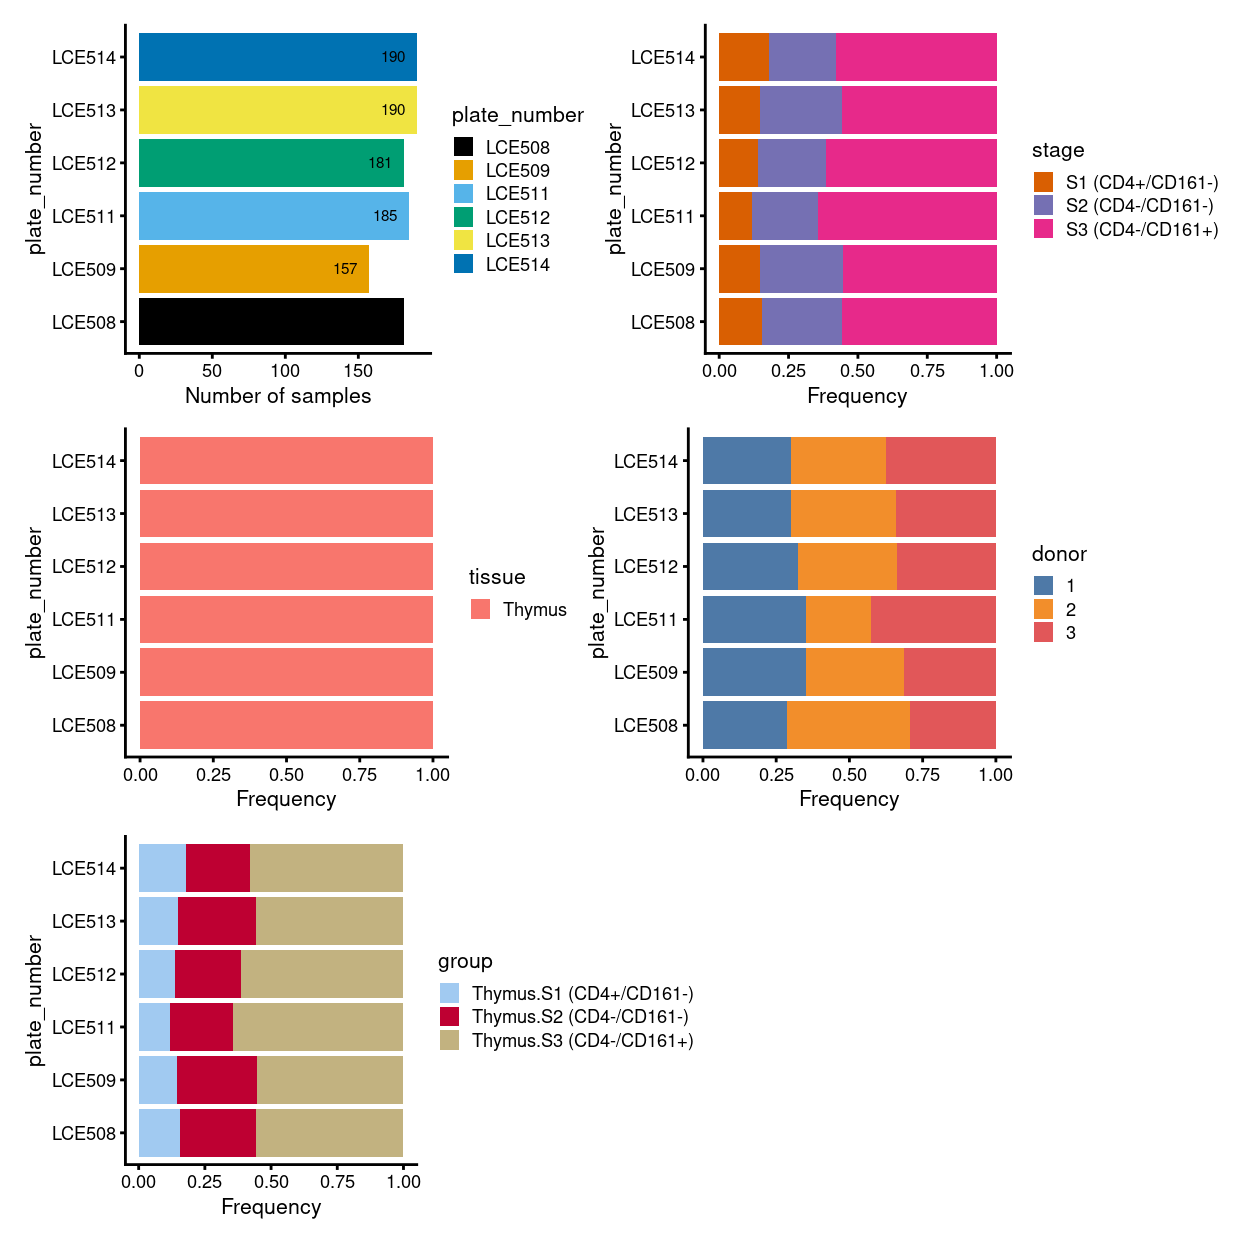 plate_number
LCE514
LCE513
LCE512
LCE511
LCE509
LCE508
190
190
181
185
157
0
50
100
150
Number of samples
plate_number
LCE508
LCE509
LCE511
LCE512
LCE513
LCE514
plate_number
LCE514
LCE513
LCE512
LCE511
LCE509
LCE508
0.00
0.25
0.50
0.75
1.00
Frequency
stage
S1 (CD4+/CD161-)
S2 (CD4-/CD161-)
S3 (CD4-/CD161+)
plate_number
LCE514
LCE513
LCE512
LCE511
LCE509
LCE508
0.00
0.25
0.50
0.75
1.00
Frequency
tissue
Thymus
plate_number
LCE514
LCE513
LCE512
LCE511
LCE509
LCE508
0.00
0.25
0.50
0.75
1.00
Frequency
donor
1
2
3
plate_number
LCE514
LCE513
LCE512
LCE511
LCE509
LCE508
0.00
0.25
0.50
0.75
1.00
Frequency
group
Thymus.S1 (CD4+/CD161-)
Thymus.S2 (CD4-/CD161-)
Thymus.S3 (CD4-/CD161+)